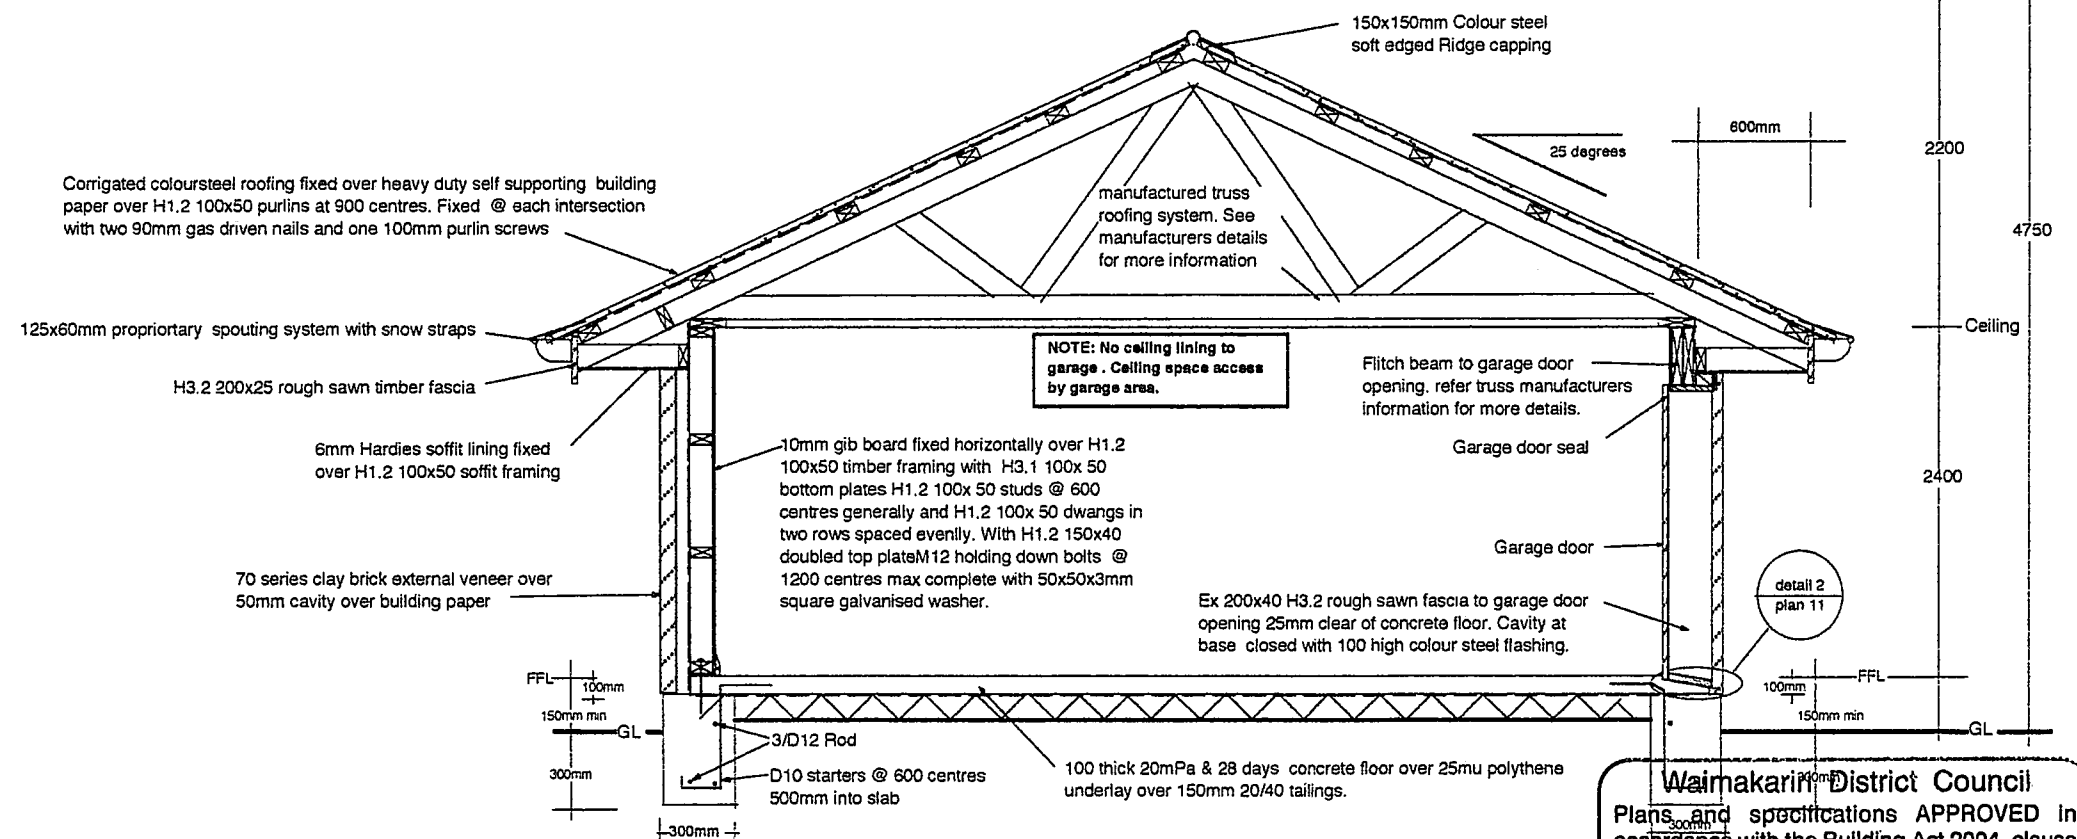 150x150mm Colour steel
soft edged Ridge capping
600mm
25 degrees
2200
4750
Corrigated coloursteel roofing fixed over heavy duty self supporting building
paper over H1.2 100x50 purlins at 900 centres. Fixed @ each intersection
with two 90mm gas driven nails and one 100mm purlin screws
manufactured truss
roofing system. See
manufacturers details
for more information
125x60mm propriortary spouting system with snow straps
Ceiling
NOTE: No ceiling lining to
garage . Ceiling space access
by garage area.
H3.2 200x25 rough sawn timber fascia
Flitch beam to garage door
opening. refer truss manufacturers
information for more details.
Garage door seal
6mm Hardies soffit lining fixed
over H1.2 100x50 soffit framing
10mm gib board fixed horizontally over H1.2
100x50 timber framing with H3.1 100x 50
bottom plates H1.2 100x 50 studs @ 600
centres generally and H1.2 100x 50 dwangs in
two rows spaced evenlly. With H1.2 150x40
doubled top plateM12 holding down bolts @
1200 centres max complete with 50x50x3mm
square galvanised washer.
2400
Garage door
70 series clay brick external veneer over
50mm cavity over building paper
detail 2
plan 11
Ex 200x40 H3.2 rough sawn fascia to garage door
opening 25mm clear of concrete floor. Cavity at
base closed with 100 high colour steel flashing.
FFL
100mm
150mm min
GL
300mm
300mm
3/D12 Rod
D10 starters @ 600 centres
500mm into slab
100 thick 20mPa & 28 days concrete floor over 25mu polythene
underlay over 150mm 20/40 tailings.
100mm
FFL
150mm min
GL
300mm
300mm
Waimakariri District Council
Plans and specifications APPROVED in
accordance with the Building Act 2004, clause